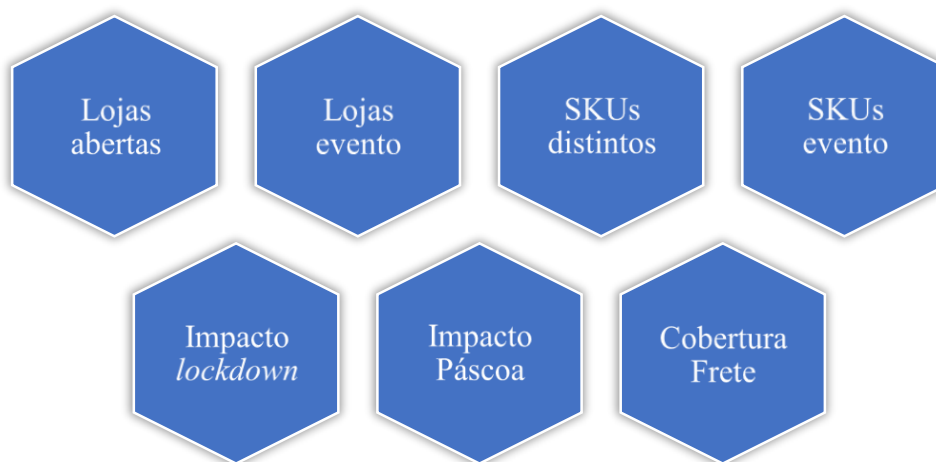 Lojas
abertas
Lojas
evento
SKUs
distintos
SKUs
evento
Impacto
lockdown
Impacto
Páscoa
Cobertura
Frete